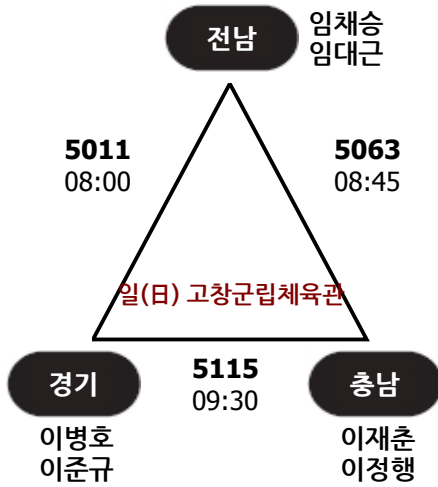 전남
임채승
임대근
5011
08:00
5063
08:45
일(日) 고창군립체육관
경기
5115
09:30
충남
이병호
이준규
이재춘
이정행